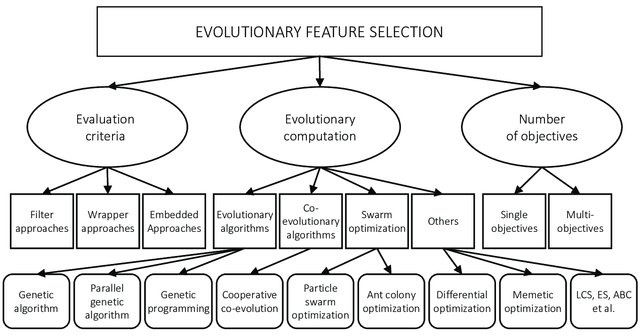 EVOLUTIONARY FEATURE SELECTION
Evaluation
criteria
Evolutionary
computation
Number
of objectives
Filter
approaches
Wrapper
approaches
Embedded
Approaches
Evolutionary
algorithms
Co-
evolutionary
algorithms
Swarm
optimization
Others
Single
objectives
Multi-
objectives
Genetic
algorithm
Parallel
genetic
algorithm
Genetic
programming
Cooperative
co-evolution
Particle
swarm
optimization
Ant colony
optimization
Differential
optimization
Memetic
optimization
LCS, ES, ABC
et al.